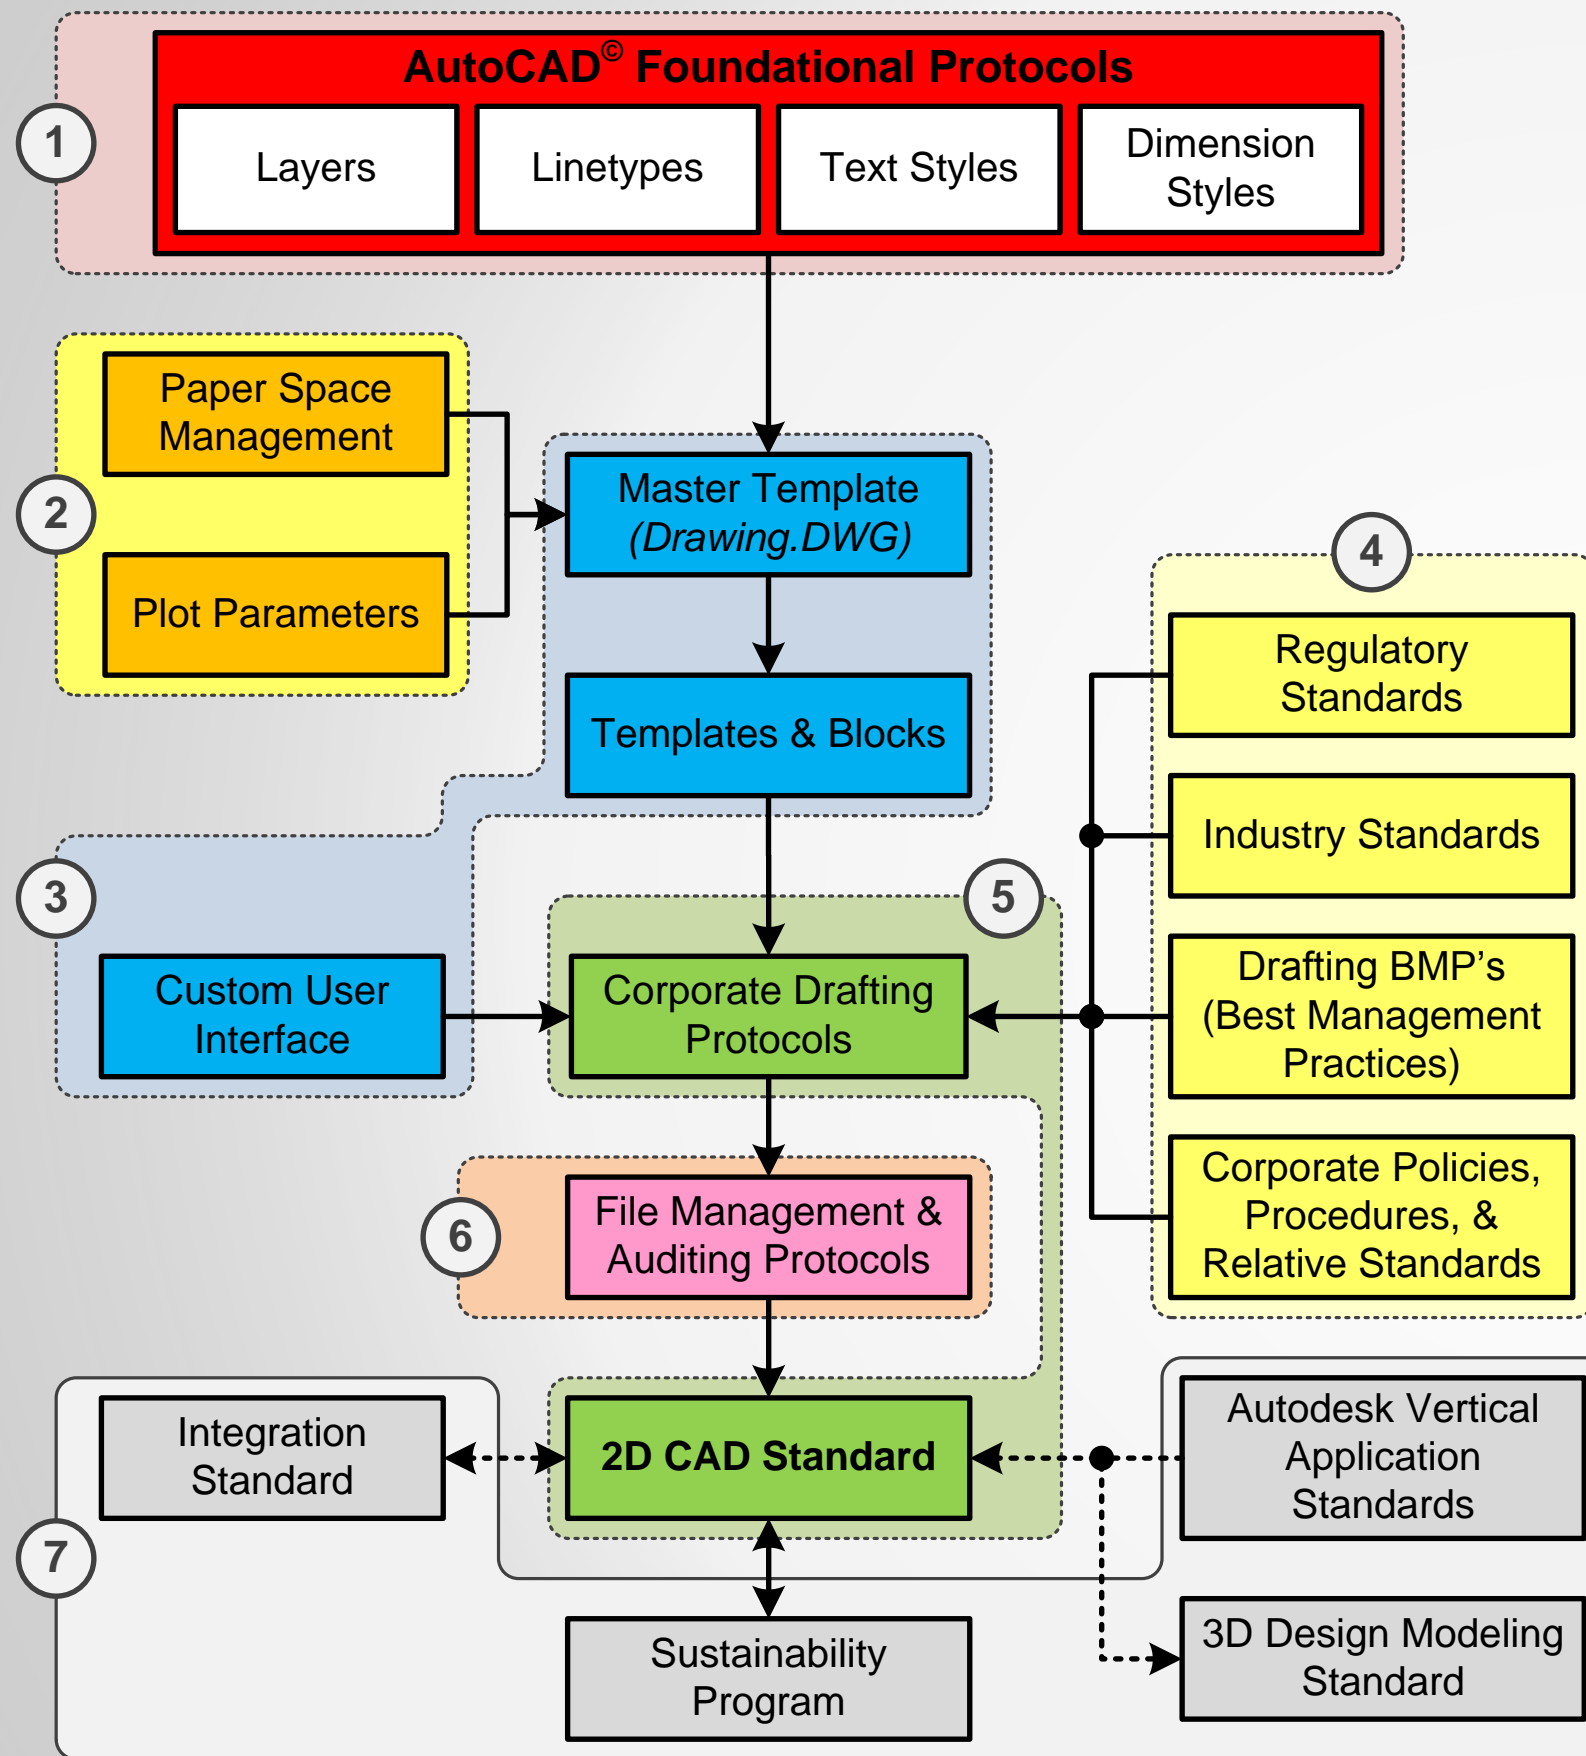 AutoCAD© Foundational Protocols
1
Layers
Linetypes
Text Styles
Dimension
Styles
2
Paper Space
Management
Plot Parameters
Master Template
(Drawing.DWG)
Templates & Blocks
3
Custom User
Interface
4
Regulatory
Standards
Industry Standards
Drafting BMP’s
(Best Management
Practices)
Corporate Policies,
Procedures, &
Relative Standards
5
Corporate Drafting
Protocols
6
File Management &
Auditing Protocols
2D CAD Standard
7
Integration
Standard
Autodesk Vertical
Application
Standards
Sustainability
Program
3D Design Modeling
Standard